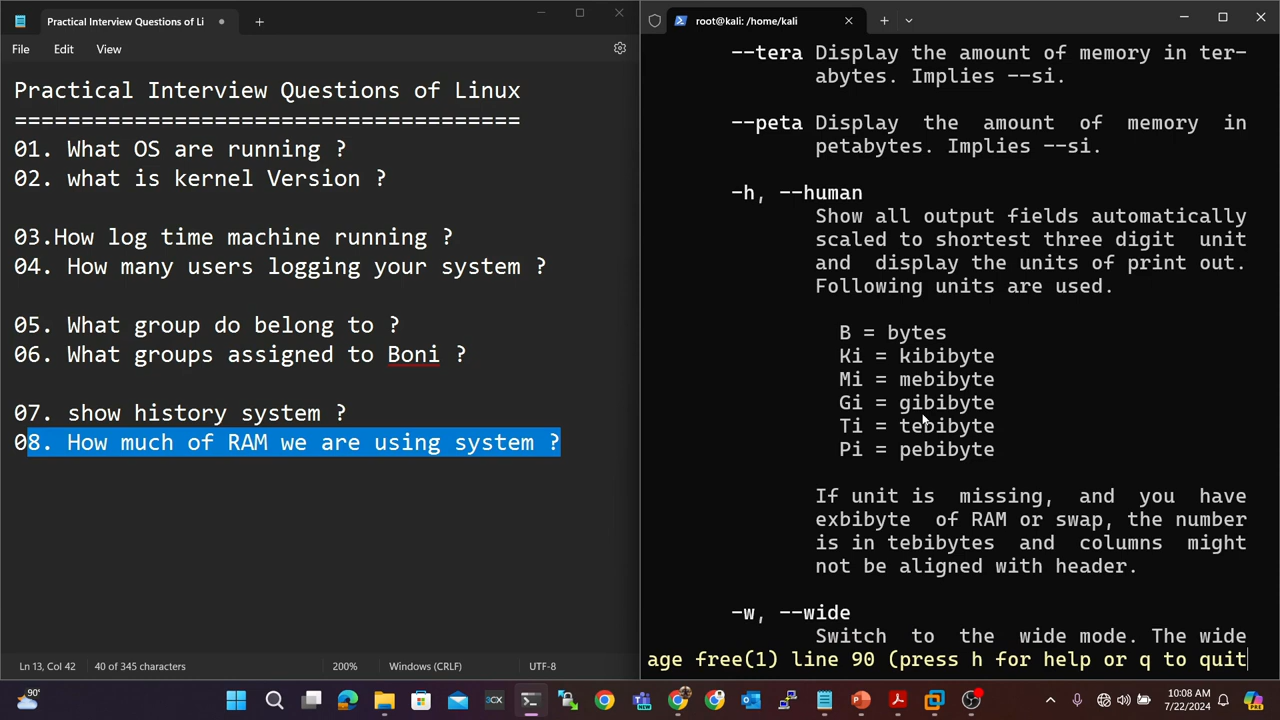 Practical Interview Questions of Li
File Edit View
Practical Interview Questions of Linux
======================================
01. What OS are running ?
02. what is kernel Version ?
03.How log time machine running ?
04. How many users logging your system ?
05. What group do belong to ?
06. What groups assigned to Boni ?
07. show history system ?
08. How much of RAM we are using system ?
Ln 13, Col 42 40 of 345 characters 200% Windows (CRLF) UTF-8
root@kali: /home/kali
--tera Display the amount of memory in ter-
abytes. Implies --si.
--peta Display the amount of memory in
petabytes. Implies --si.
-h, --human
Show all output fields automatically
scaled to shortest three digit unit
and display the units of print out.
Following units are used.
B = bytes
Ki = kibibyte
Mi = mebibyte
Gi = gibibyte
Ti = tebibyte
Pi = pebibyte
If unit is missing, and you have
exbibyte of RAM or swap, the number
is in tebibytes and columns might
not be aligned with header.
-w, --wide
Switch to the wide mode. The wide
age free(1) line 90 (press h for help or q to quit
90°
3CX
10:08 AM
7/22/2024